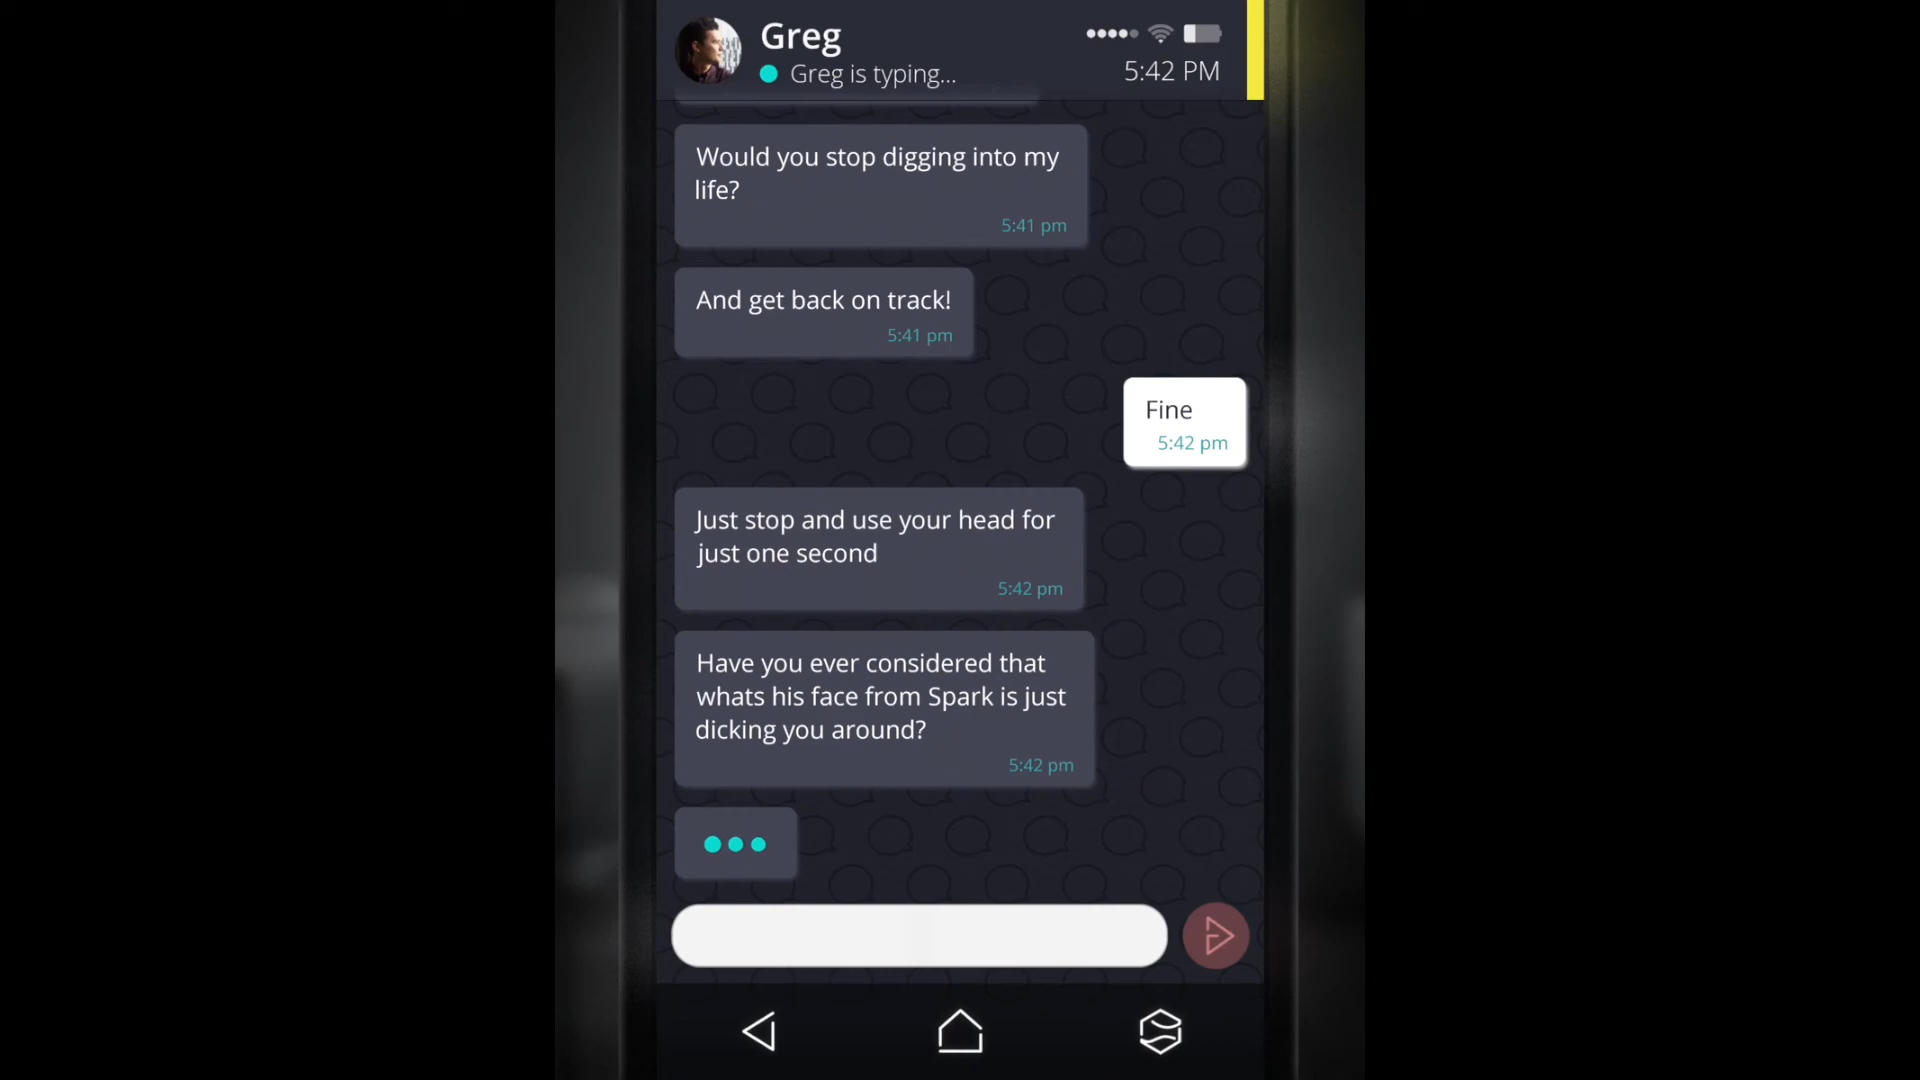 Greg
Greg is typing...
5:42 PM
Would you stop digging into my
life?
5:41 pm
And get back on track!
5:41 pm
Fine
5:42 pm
Just stop and use your head for
just one second
5:42 pm
Have you ever considered that
whats his face from Spark is just
dicking you around?
5:42 pm